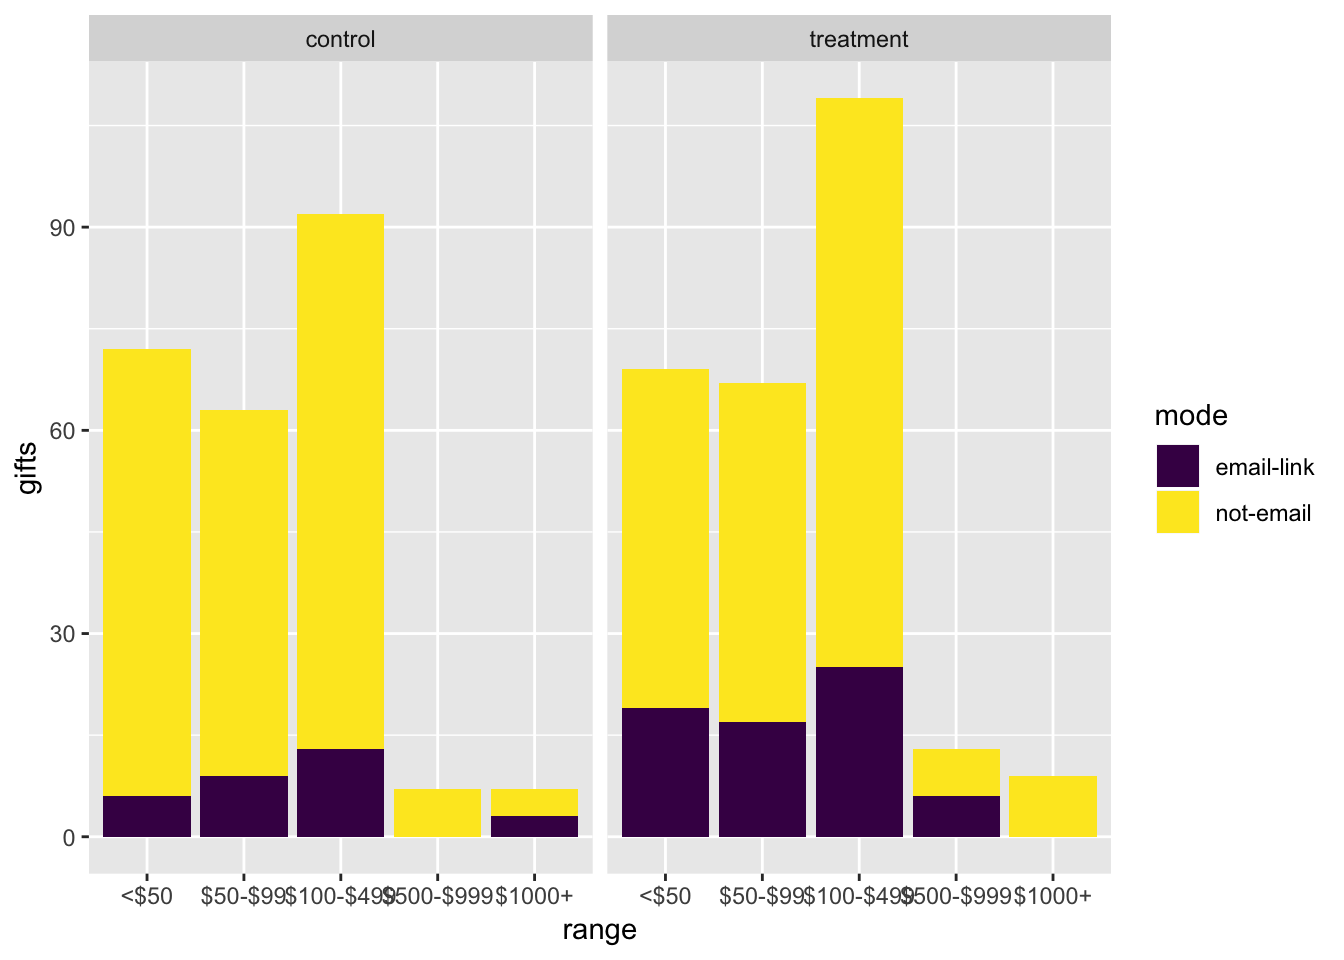 control
treatment
90
60
30
0
gifts
<$50
$50-$99
$100-$499
$500-$999
$1000+
<$50
$50-$99
$100-$499
$500-$999
$1000+
range
mode
email-link
not-email